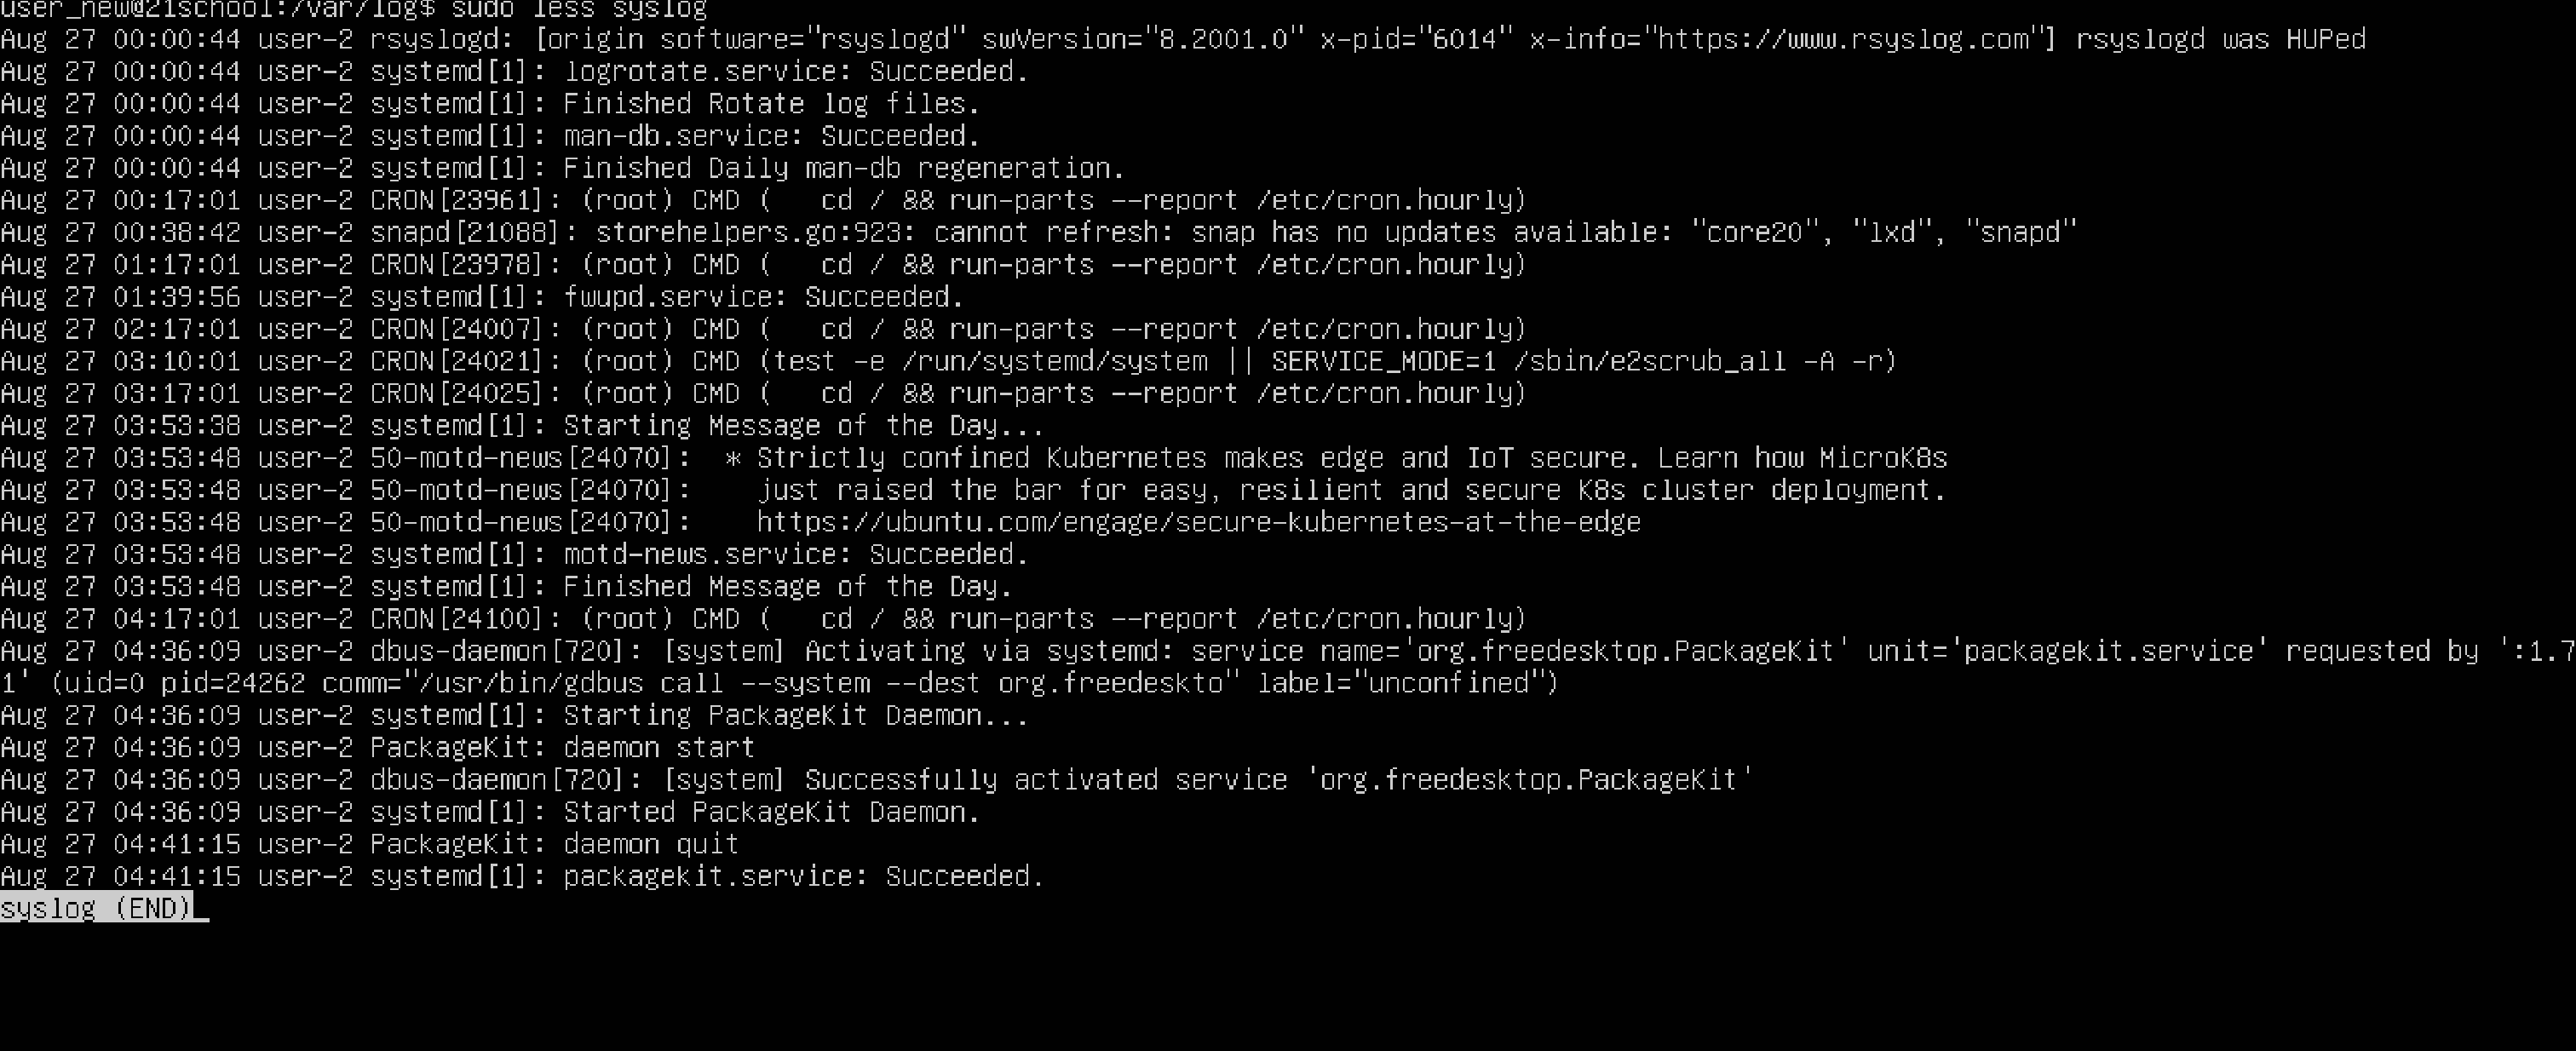 user_new@21school:/var/log$ sudo less syslog
Aug 27 00:00:44 user-2 rsyslogd: [origin software="rsyslogd" swVersion="8.2001.0" x-pid="6014" x-info="https://www.rsyslog.com"] rsyslogd was HUPed
Aug 27 00:00:44 user-2 systemd[1]: logrotate.service: Succeeded.
Aug 27 00:00:44 user-2 systemd[1]: Finished Rotate log files.
Aug 27 00:00:44 user-2 systemd[1]: man-db.service: Succeeded.
Aug 27 00:00:44 user-2 systemd[1]: Finished Daily man-db regeneration.
Aug 27 00:17:01 user-2 CRON[23961]: (root) CMD (   cd / && run-parts --report /etc/cron.hourly)
Aug 27 00:38:42 user-2 snapd[21088]: storehelpers.go:923: cannot refresh: snap has no updates available: "core20", "lxd", "snapd"
Aug 27 01:17:01 user-2 CRON[23978]: (root) CMD (   cd / && run-parts --report /etc/cron.hourly)
Aug 27 01:39:56 user-2 systemd[1]: fwupd.service: Succeeded.
Aug 27 02:17:01 user-2 CRON[24007]: (root) CMD (   cd / && run-parts --report /etc/cron.hourly)
Aug 27 03:10:01 user-2 CRON[24021]: (root) CMD (test -e /run/systemd/system || SERVICE_MODE=1 /sbin/e2scrub_all -A -r)
Aug 27 03:17:01 user-2 CRON[24025]: (root) CMD (   cd / && run-parts --report /etc/cron.hourly)
Aug 27 03:53:38 user-2 systemd[1]: Starting Message of the Day...
Aug 27 03:53:48 user-2 50-motd-news[24070]:  * Strictly confined Kubernetes makes edge and IoT secure. Learn how MicroK8s
Aug 27 03:53:48 user-2 50-motd-news[24070]:    just raised the bar for easy, resilient and secure K8s cluster deployment.
Aug 27 03:53:48 user-2 50-motd-news[24070]:    https://ubuntu.com/engage/secure-kubernetes-at-the-edge
Aug 27 03:53:48 user-2 systemd[1]: motd-news.service: Succeeded.
Aug 27 03:53:48 user-2 systemd[1]: Finished Message of the Day.
Aug 27 04:17:01 user-2 CRON[24100]: (root) CMD (   cd / && run-parts --report /etc/cron.hourly)
Aug 27 04:36:09 user-2 dbus-daemon[720]: [system] Activating via systemd: service name='org.freedesktop.PackageKit' unit='packagekit.service' requested by ':1.7
1' (uid=0 pid=24262 comm="/usr/bin/gdbus call --system --dest org.freedeskto" label="unconfined")
Aug 27 04:36:09 user-2 systemd[1]: Starting PackageKit Daemon...
Aug 27 04:36:09 user-2 PackageKit: daemon start
Aug 27 04:36:09 user-2 dbus-daemon[720]: [system] Successfully activated service 'org.freedesktop.PackageKit'
Aug 27 04:36:09 user-2 systemd[1]: Started PackageKit Daemon.
Aug 27 04:41:15 user-2 PackageKit: daemon quit
Aug 27 04:41:15 user-2 systemd[1]: packagekit.service: Succeeded.
syslog (END)